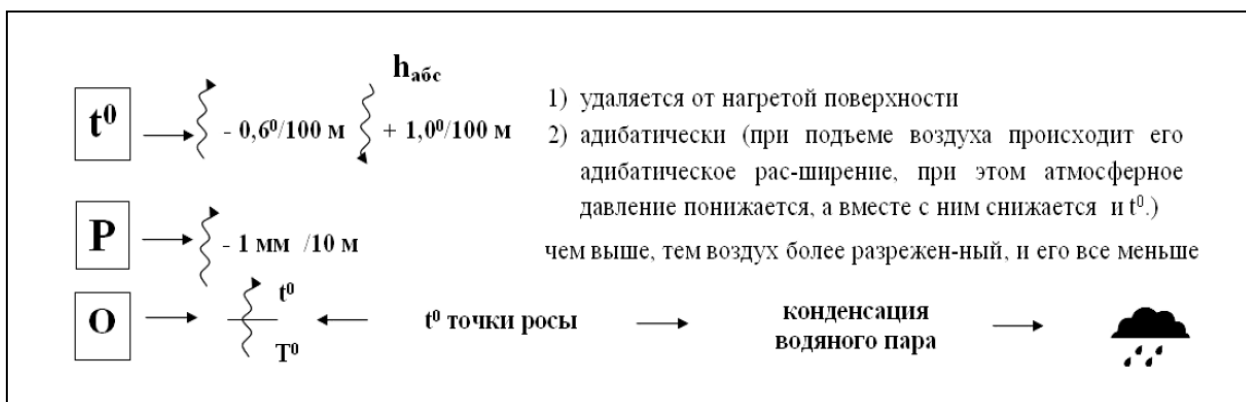 hабс
t⁰ - 0,6⁰/100 м + 1,0⁰/100 м
1) удаляется от нагретой поверхности
2) адибатически (при подъеме воздуха происходит его
адибатическое рас-ширение, при этом атмосферное
давление понижается, а вместе с ним снижается и t⁰.)
P - 1 мм /10 м
чем выше, тем воздух более разрежен-ный, и его все меньше
O t⁰
T⁰
t⁰ точки росы
конденсация
водяного пара